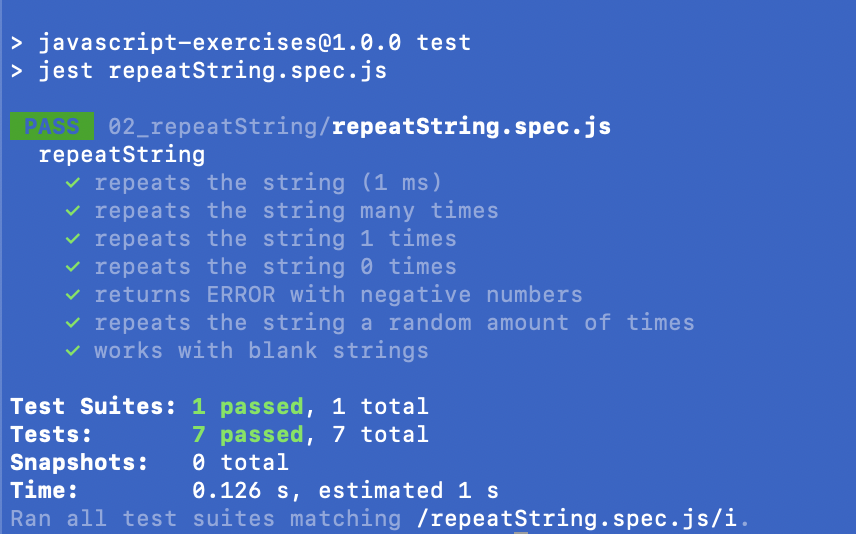 > javascript-exercises@1.0.0 test
> jest repeatString.spec.js
PASS 02_repeatString/repeatString.spec.js
repeatString
✓ repeats the string (1 ms)
✓ repeats the string many times
✓ repeats the string 1 times
✓ repeats the string 0 times
✓ returns ERROR with negative numbers
✓ repeats the string a random amount of times
✓ works with blank strings
Test Suites: 1 passed, 1 total
Tests: 7 passed, 7 total
Snapshots: 0 total
Time: 0.126 s, estimated 1 s
Ran all test suites matching /repeatString.spec.js/i.